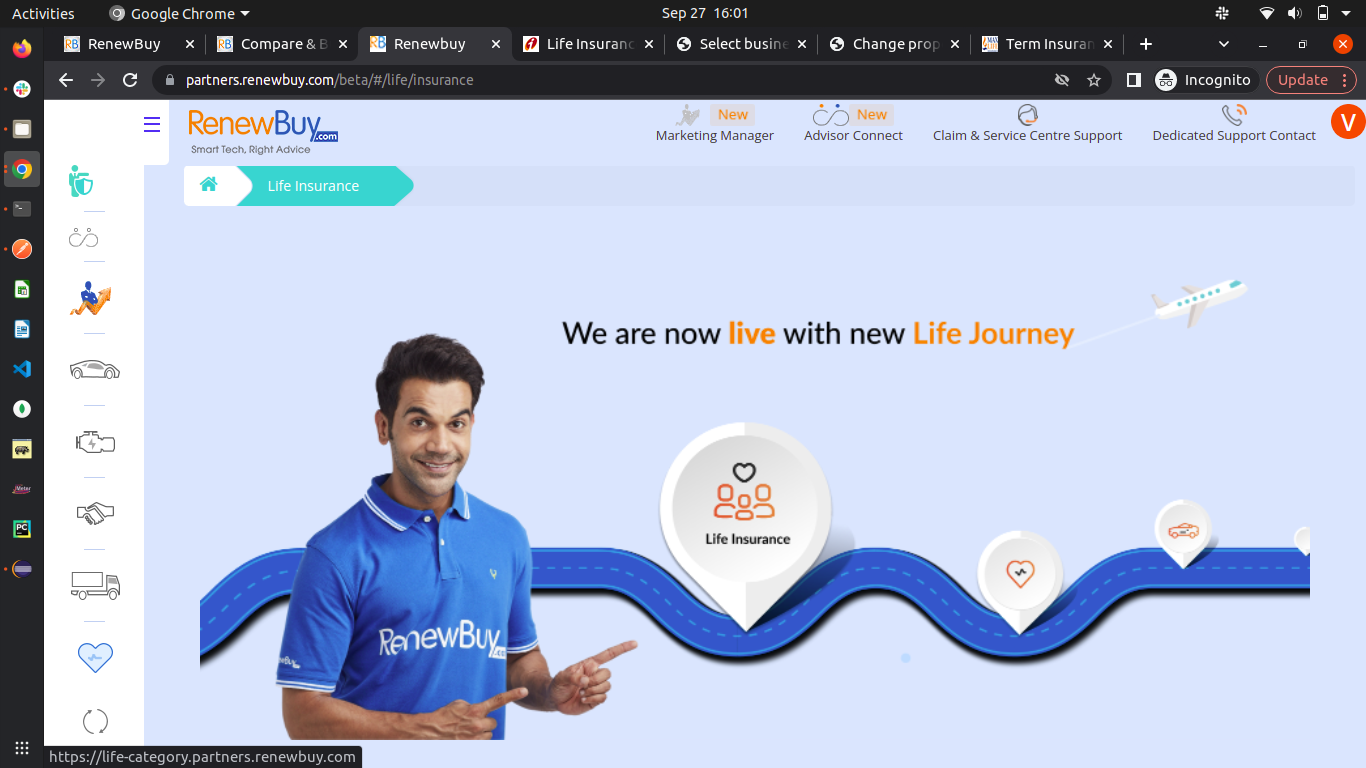 Activities
Google Chrome
Sep 27 16:01
RenewBuy
Compare & B
Renewbuy
Life Insuranc
Select busine
Change prop
Term Insuran
partners.renewbuy.com/beta/#/life/insurance
Incognito
Update
RenewBuy.com
Smart Tech, Right Advice
New
Marketing Manager
New
Advisor Connect
Claim & Service Centre Support
Dedicated Support Contact
V
Life Insurance
We are now live with new Life Journey
Life Insurance
RenewBuy.com
RenewBuy
https://life-category.partners.renewbuy.com